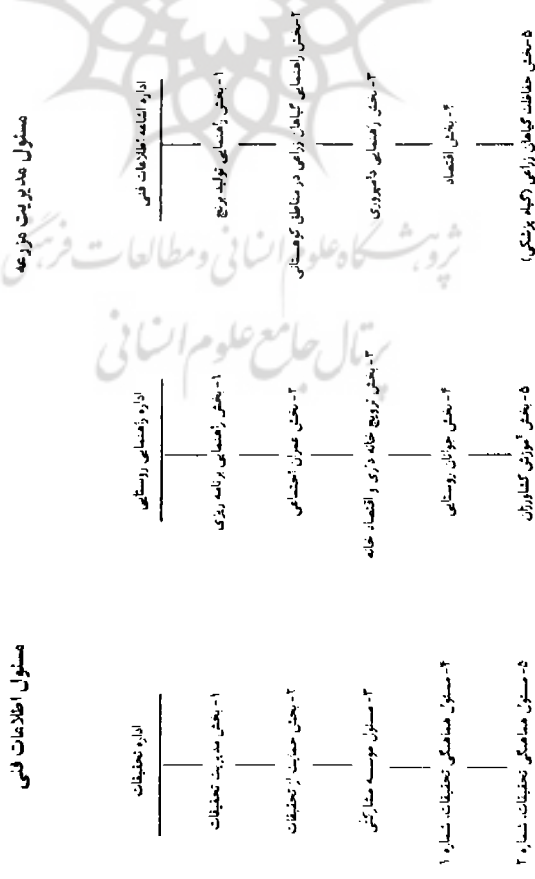 مسئول مدیریت مزرعه
اداره اشاعه اطلاعات فنی
۱- بخش راهنمایی تولید برنج
۲- بخش راهنمایی گیاهان زراعی در مناطق کوهستانی
۳- بخش راهنمایی دامپروری
۴- بخش اقتصاد
۵- بخش حفاظت گیاهان زراعی (گیاه پزشکی)
اداره راهنمایی روستایی
۱- بخش راهنمایی برنامه ریزی
۲- بخش عمران اجتماعی
۳- بخش ترویج خانه داری و اقتصاد خانه
۴- بخش جوانان روستایی
۵- بخش آموزش کشاورزان
مسئول اطلاعات فنی
اداره تحقیقات
۱- بخش مدیریت تحقیقات
۲- بخش حمایت از تحقیقات
۳- مسئول موسسه مشارکتی
۴- مسئول هماهنگی تحقیقات، شماره ۱
۵- مسئول هماهنگی تحقیقات، شماره ۲
پژوهشگاه علوم انسانی و مطالعات فرهنگی
پرتال جامع علوم انسانی